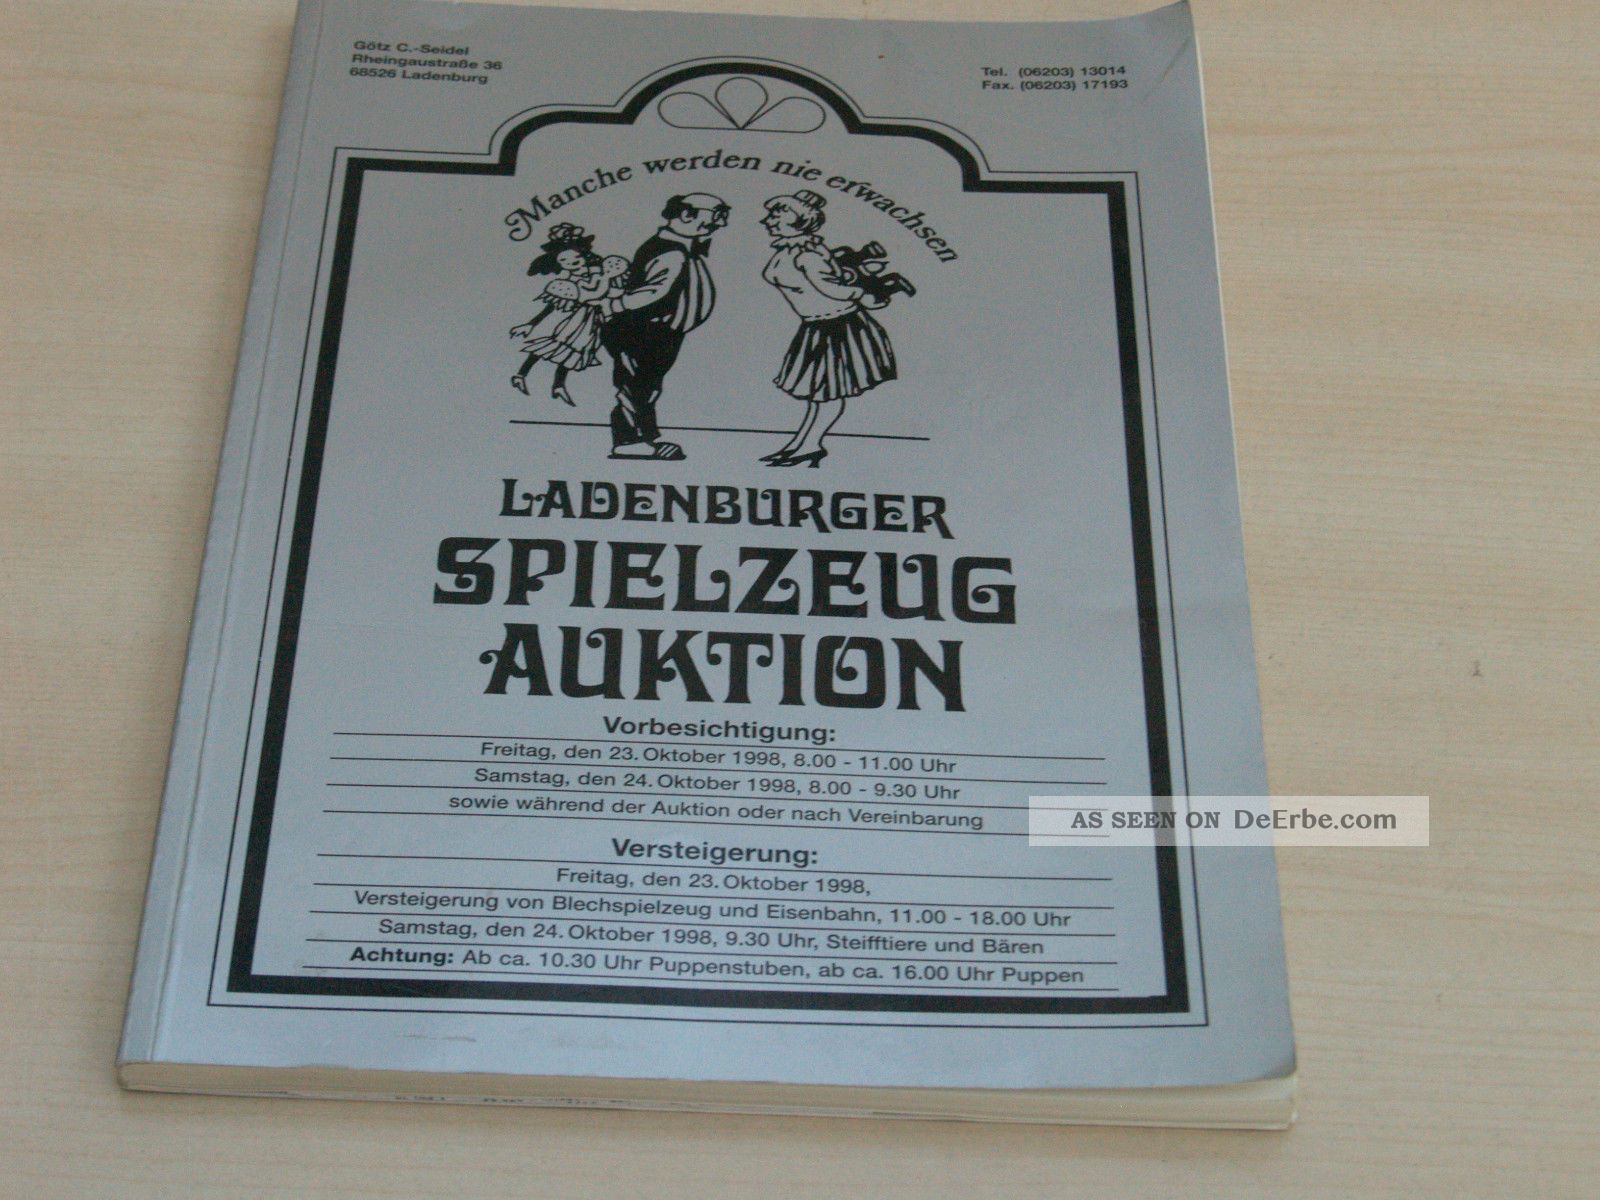 Götz C.-Seidel
Rheingaustraße 36
68526 Ladenburg
Tel. (06203) 13014
Fax. (06203) 17193
Manche werden nie erwachsen
LADENBURGER
SPIELZEUG
AUKTION
Vorbesichtigung:
Freitag, den 23. Oktober 1998, 8.00 - 11.00 Uhr
Samstag, den 24. Oktober 1998, 8.00 - 9.30 Uhr
sowie während der Auktion oder nach Vereinbarung
AS SEEN ON DeErbe.com
Versteigerung:
Freitag, den 23. Oktober 1998,
Versteigerung von Blechspielzeug und Eisenbahn, 11.00 - 18.00 Uhr
Samstag, den 24. Oktober 1998, 9.30 Uhr, Steifftiere und Bären
Achtung: Ab ca. 10.30 Uhr Puppenstuben, ab ca. 16.00 Uhr Puppen